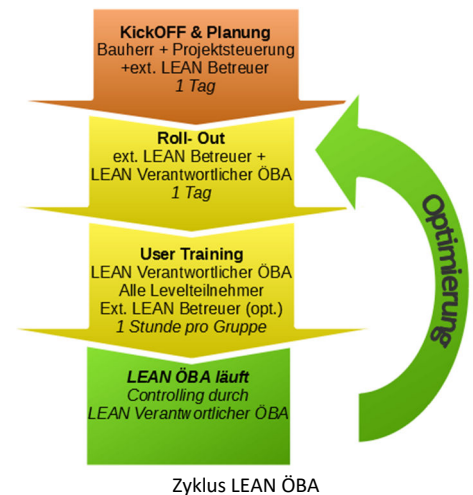 KickOFF & Planung
Bauherr + Projektsteuerung
+ext. LEAN Betreuer
1 Tag
Roll- Out
ext. LEAN Betreuer +
LEAN Verantwortlicher ÖBA
1 Tag
User Training
LEAN Verantwortlicher ÖBA
Alle Levelteilnehmer
Ext. LEAN Betreuer (opt.)
1 Stunde pro Gruppe
LEAN ÖBA läuft
Controlling durch
LEAN Verantwortlicher ÖBA
Optimierung
Zyklus LEAN ÖBA